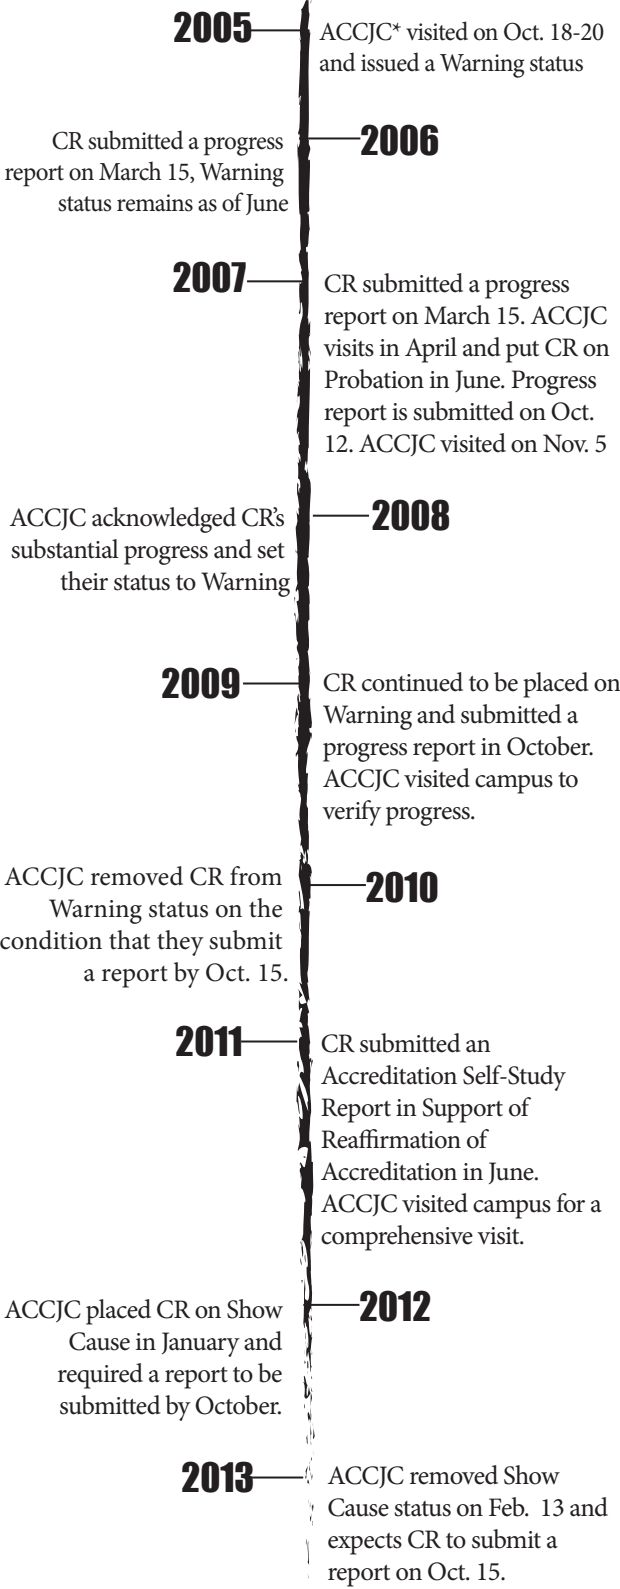 2005
ACCJC* visited on Oct. 18-20
and issued a Warning status
2006
CR submitted a progress
report on March 15, Warning
status remains as of June
2007
CR submitted a progress
report on March 15. ACCJC
visits in April and put CR on
Probation in June. Progress
report is submitted on Oct.
12. ACCJC visited on Nov. 5
2008
ACCJC acknowledged CR's
substantial progress and set
their status to Warning
2009
CR continued to be placed on
Warning and submitted a
progress report in October.
ACCJC visited campus to
verify progress.
2010
ACCJC removed CR from
Warning status on the
condition that they submit
a report by Oct. 15.
2011
CR submitted an
Accreditation Self-Study
Report in Support of
Reaffirmation of
Accreditation in June.
ACCJC visited campus for a
comprehensive visit.
2012
ACCJC placed CR on Show
Cause in January and
required a report to be
submitted by October.
2013
ACCJC removed Show
Cause status on Feb. 13 and
expects CR to submit a
report on Oct. 15.